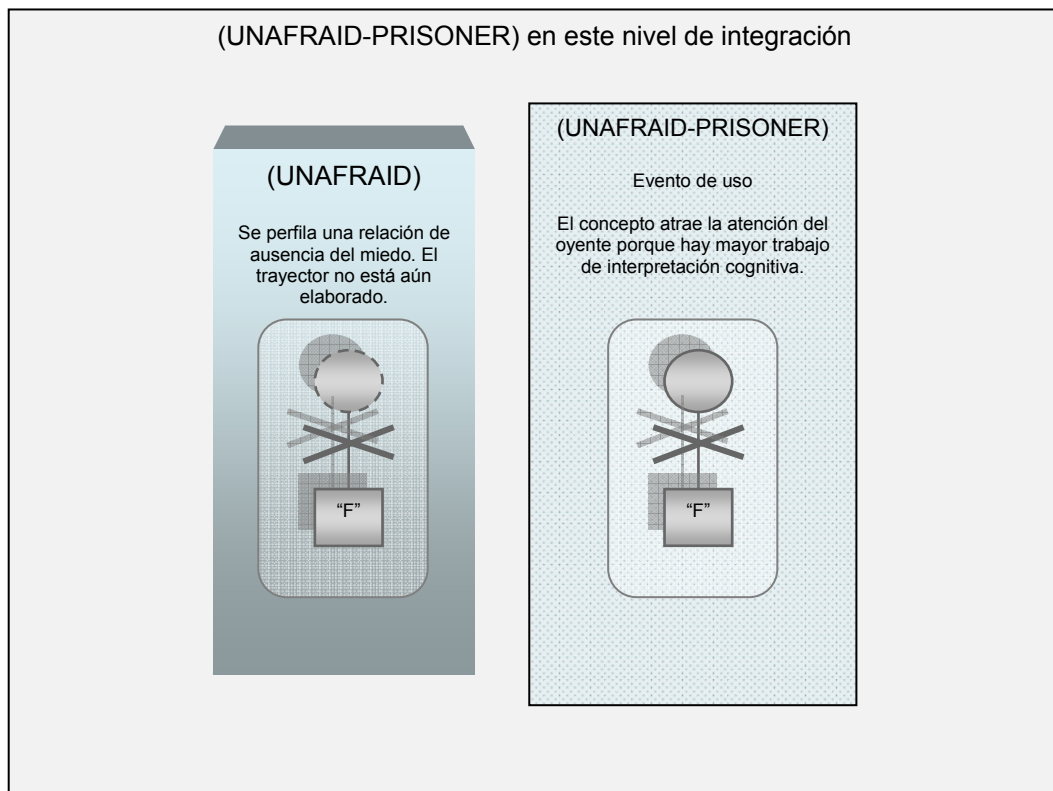 (UNAFRAID-PRISONER) en este nivel de integración
(UNAFRAID)
Se perfila una relación de
ausencia del miedo. El
trayector no está aún
elaborado.
“F”
(UNAFRAID-PRISONER)
Evento de uso
El concepto atrae la atención del
oyente porque hay mayor trabajo
de interpretación cognitiva.
“F”